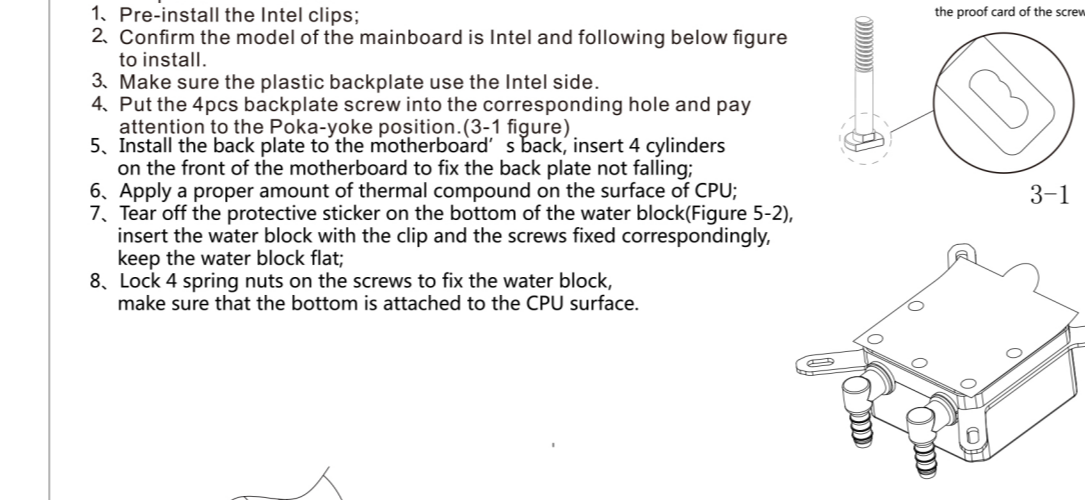 1、Pre-install the Intel clips;
2、Confirm the model of the mainboard is Intel and following below figure
to install.
3、Make sure the plastic backplate use the Intel side.
4、Put the 4pcs backplate screw into the corresponding hole and pay
attention to the Poka-yoke position.(3-1 figure)
5、Install the back plate to the motherboard’s back, insert 4 cylinders
on the front of the motherboard to fix the back plate not falling;
6、Apply a proper amount of thermal compound on the surface of CPU;
7、Tear off the protective sticker on the bottom of the water block(Figure 5-2),
insert the water block with the clip and the screws fixed correspondingly,
keep the water block flat;
8、Lock 4 spring nuts on the screws to fix the water block,
make sure that the bottom is attached to the CPU surface.
the proof card of the screw
3-1